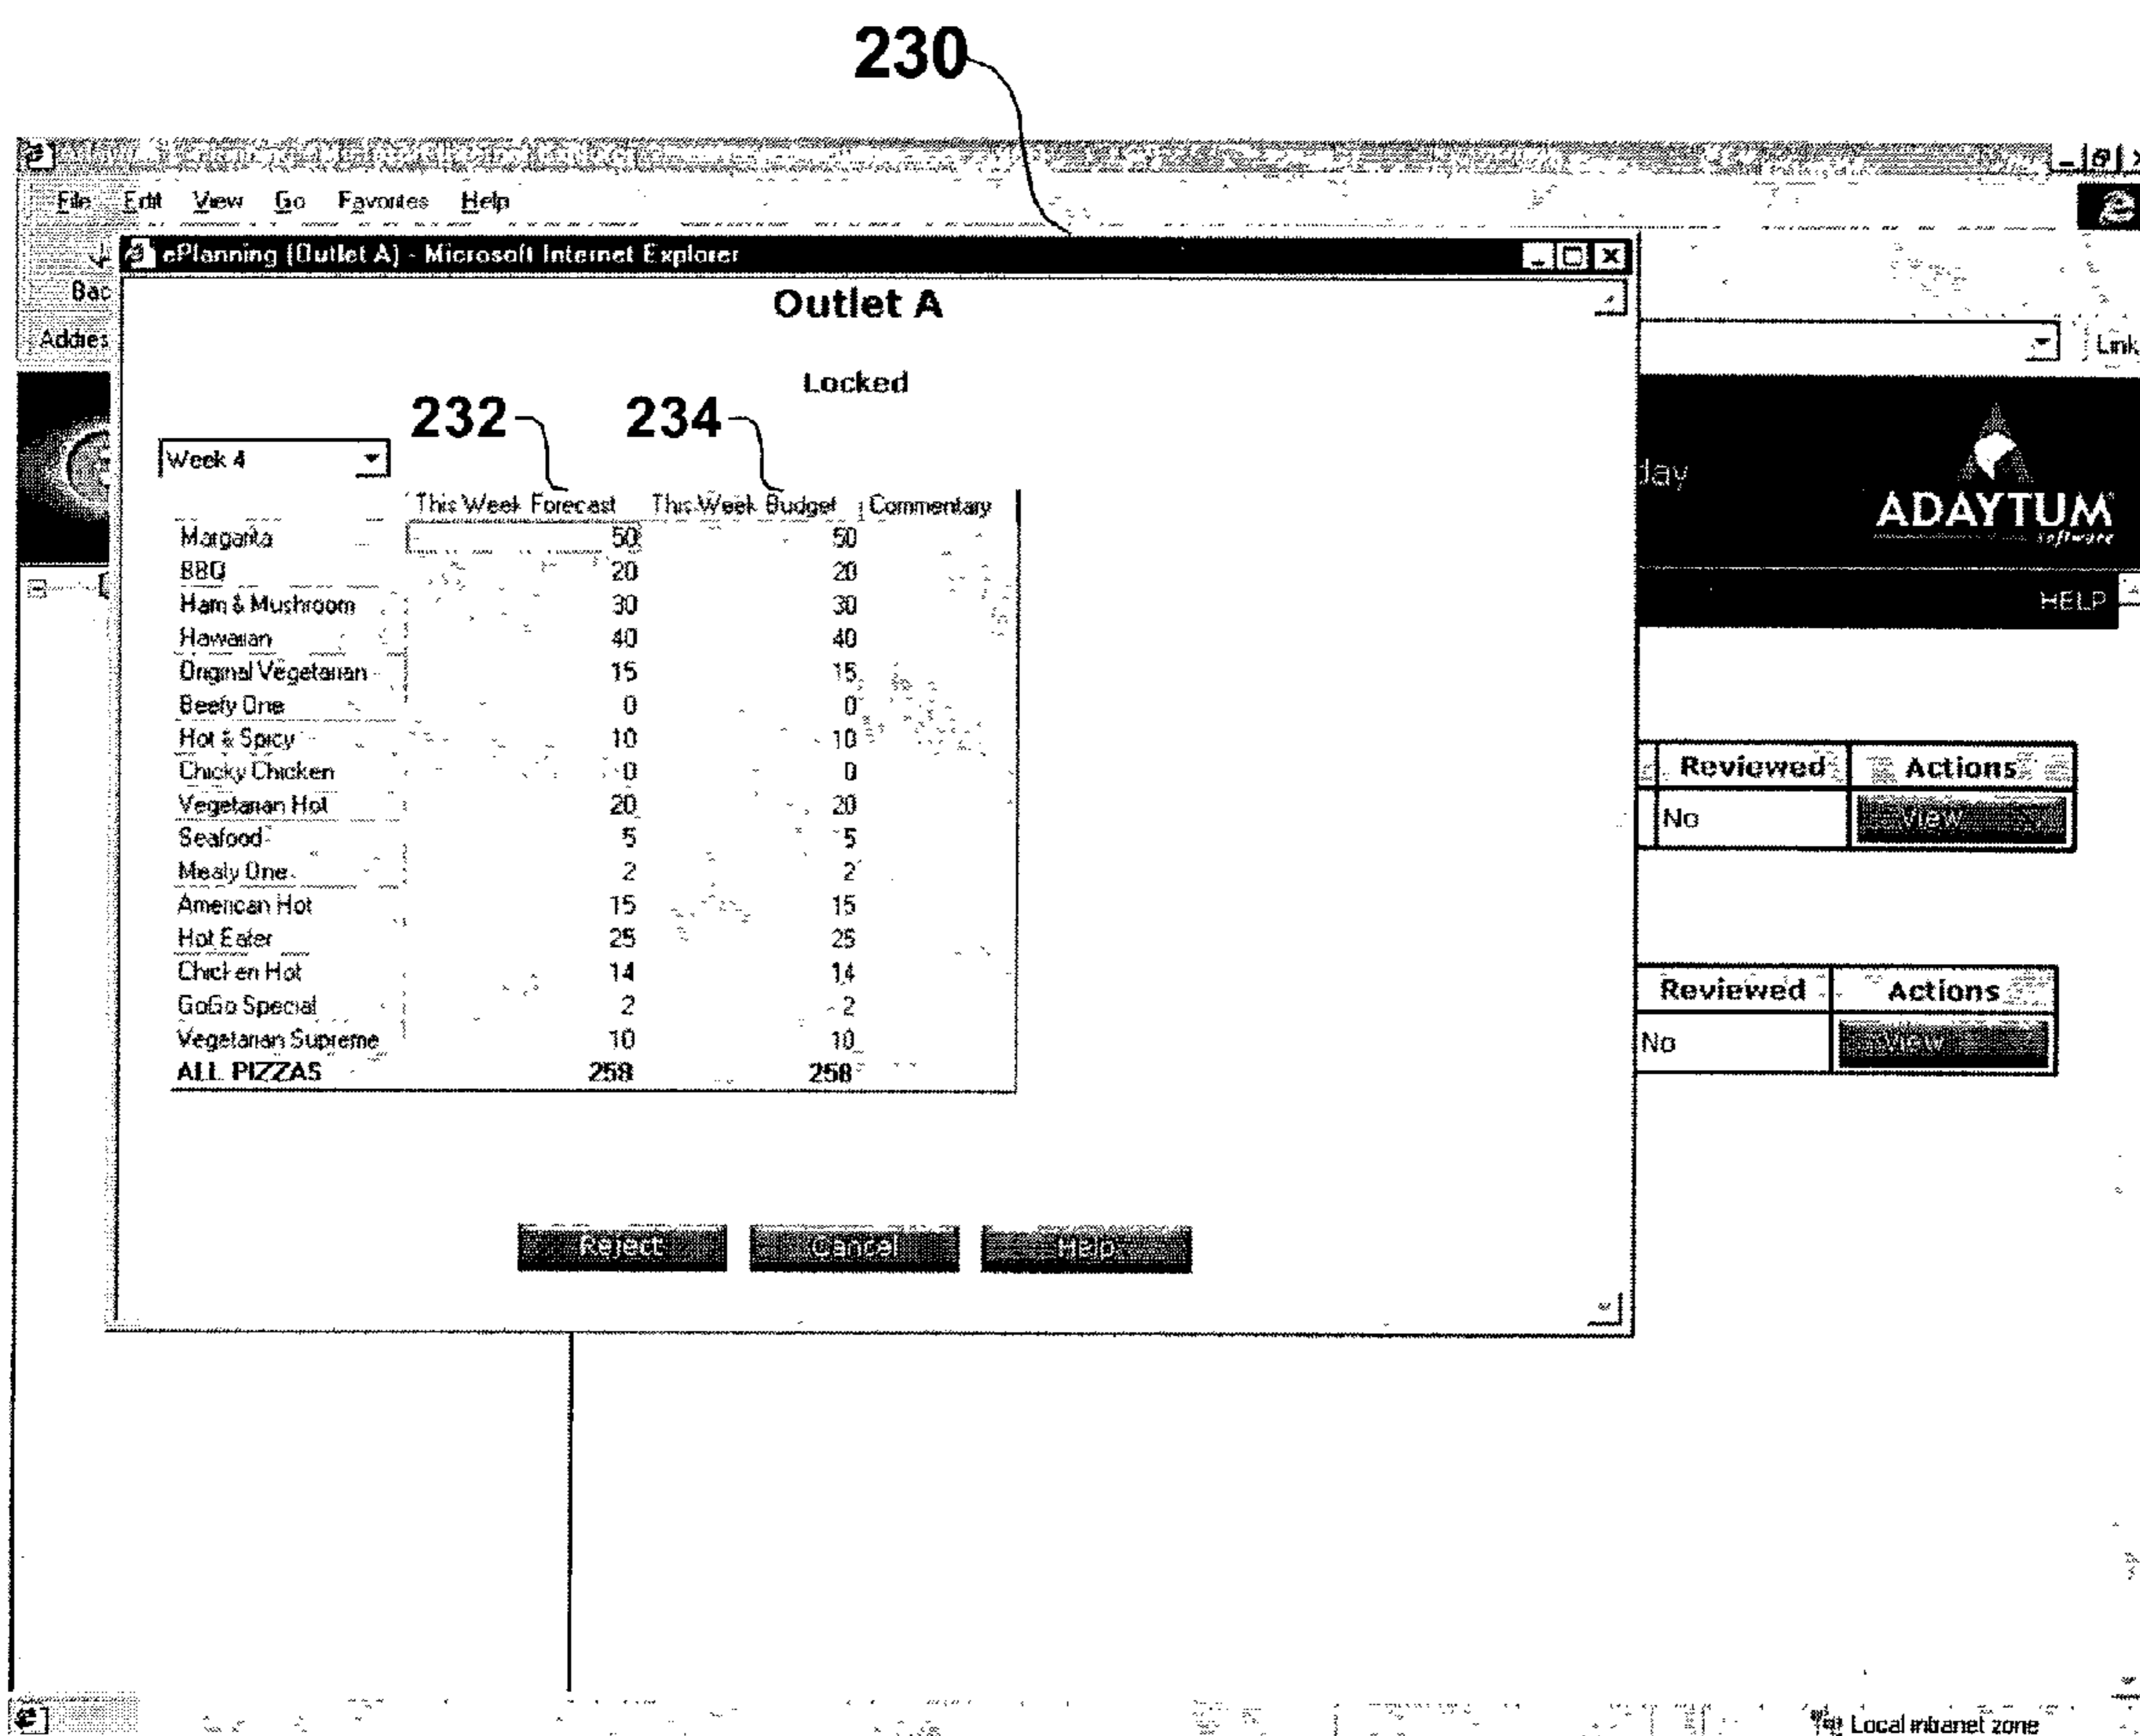 230
File Edit View Go Favorites Help
ePlanning (Outlet A) - Microsoft Internet Explorer
Bac
Outlet A
Addres
Link
Locked
232 234
Week 4
day
ADAYTUM
software
This Week Forecast This Week Budget Commentary
Margarita 50 50
BBQ 20 20
HELP
Ham & Mushroom 30 30
Hawaiian 40 40
Original Vegetarian 15 15
Beefy One 0 0
Hot & Spicy 10 10
Reviewed Actions
Chicky Chicken 0 0
Vegetarian Hot 20 20
No View
Seafood 5 5
Meaty One 2 2
American Hot 15 15
Hot Eater 25 25
Chicken Hot 14 14
Reviewed Actions
GoGo Special 2 2
Vegetarian Supreme 10 10
No View
ALL PIZZAS 258 258
Reject Cancel Help
Local intranet zone